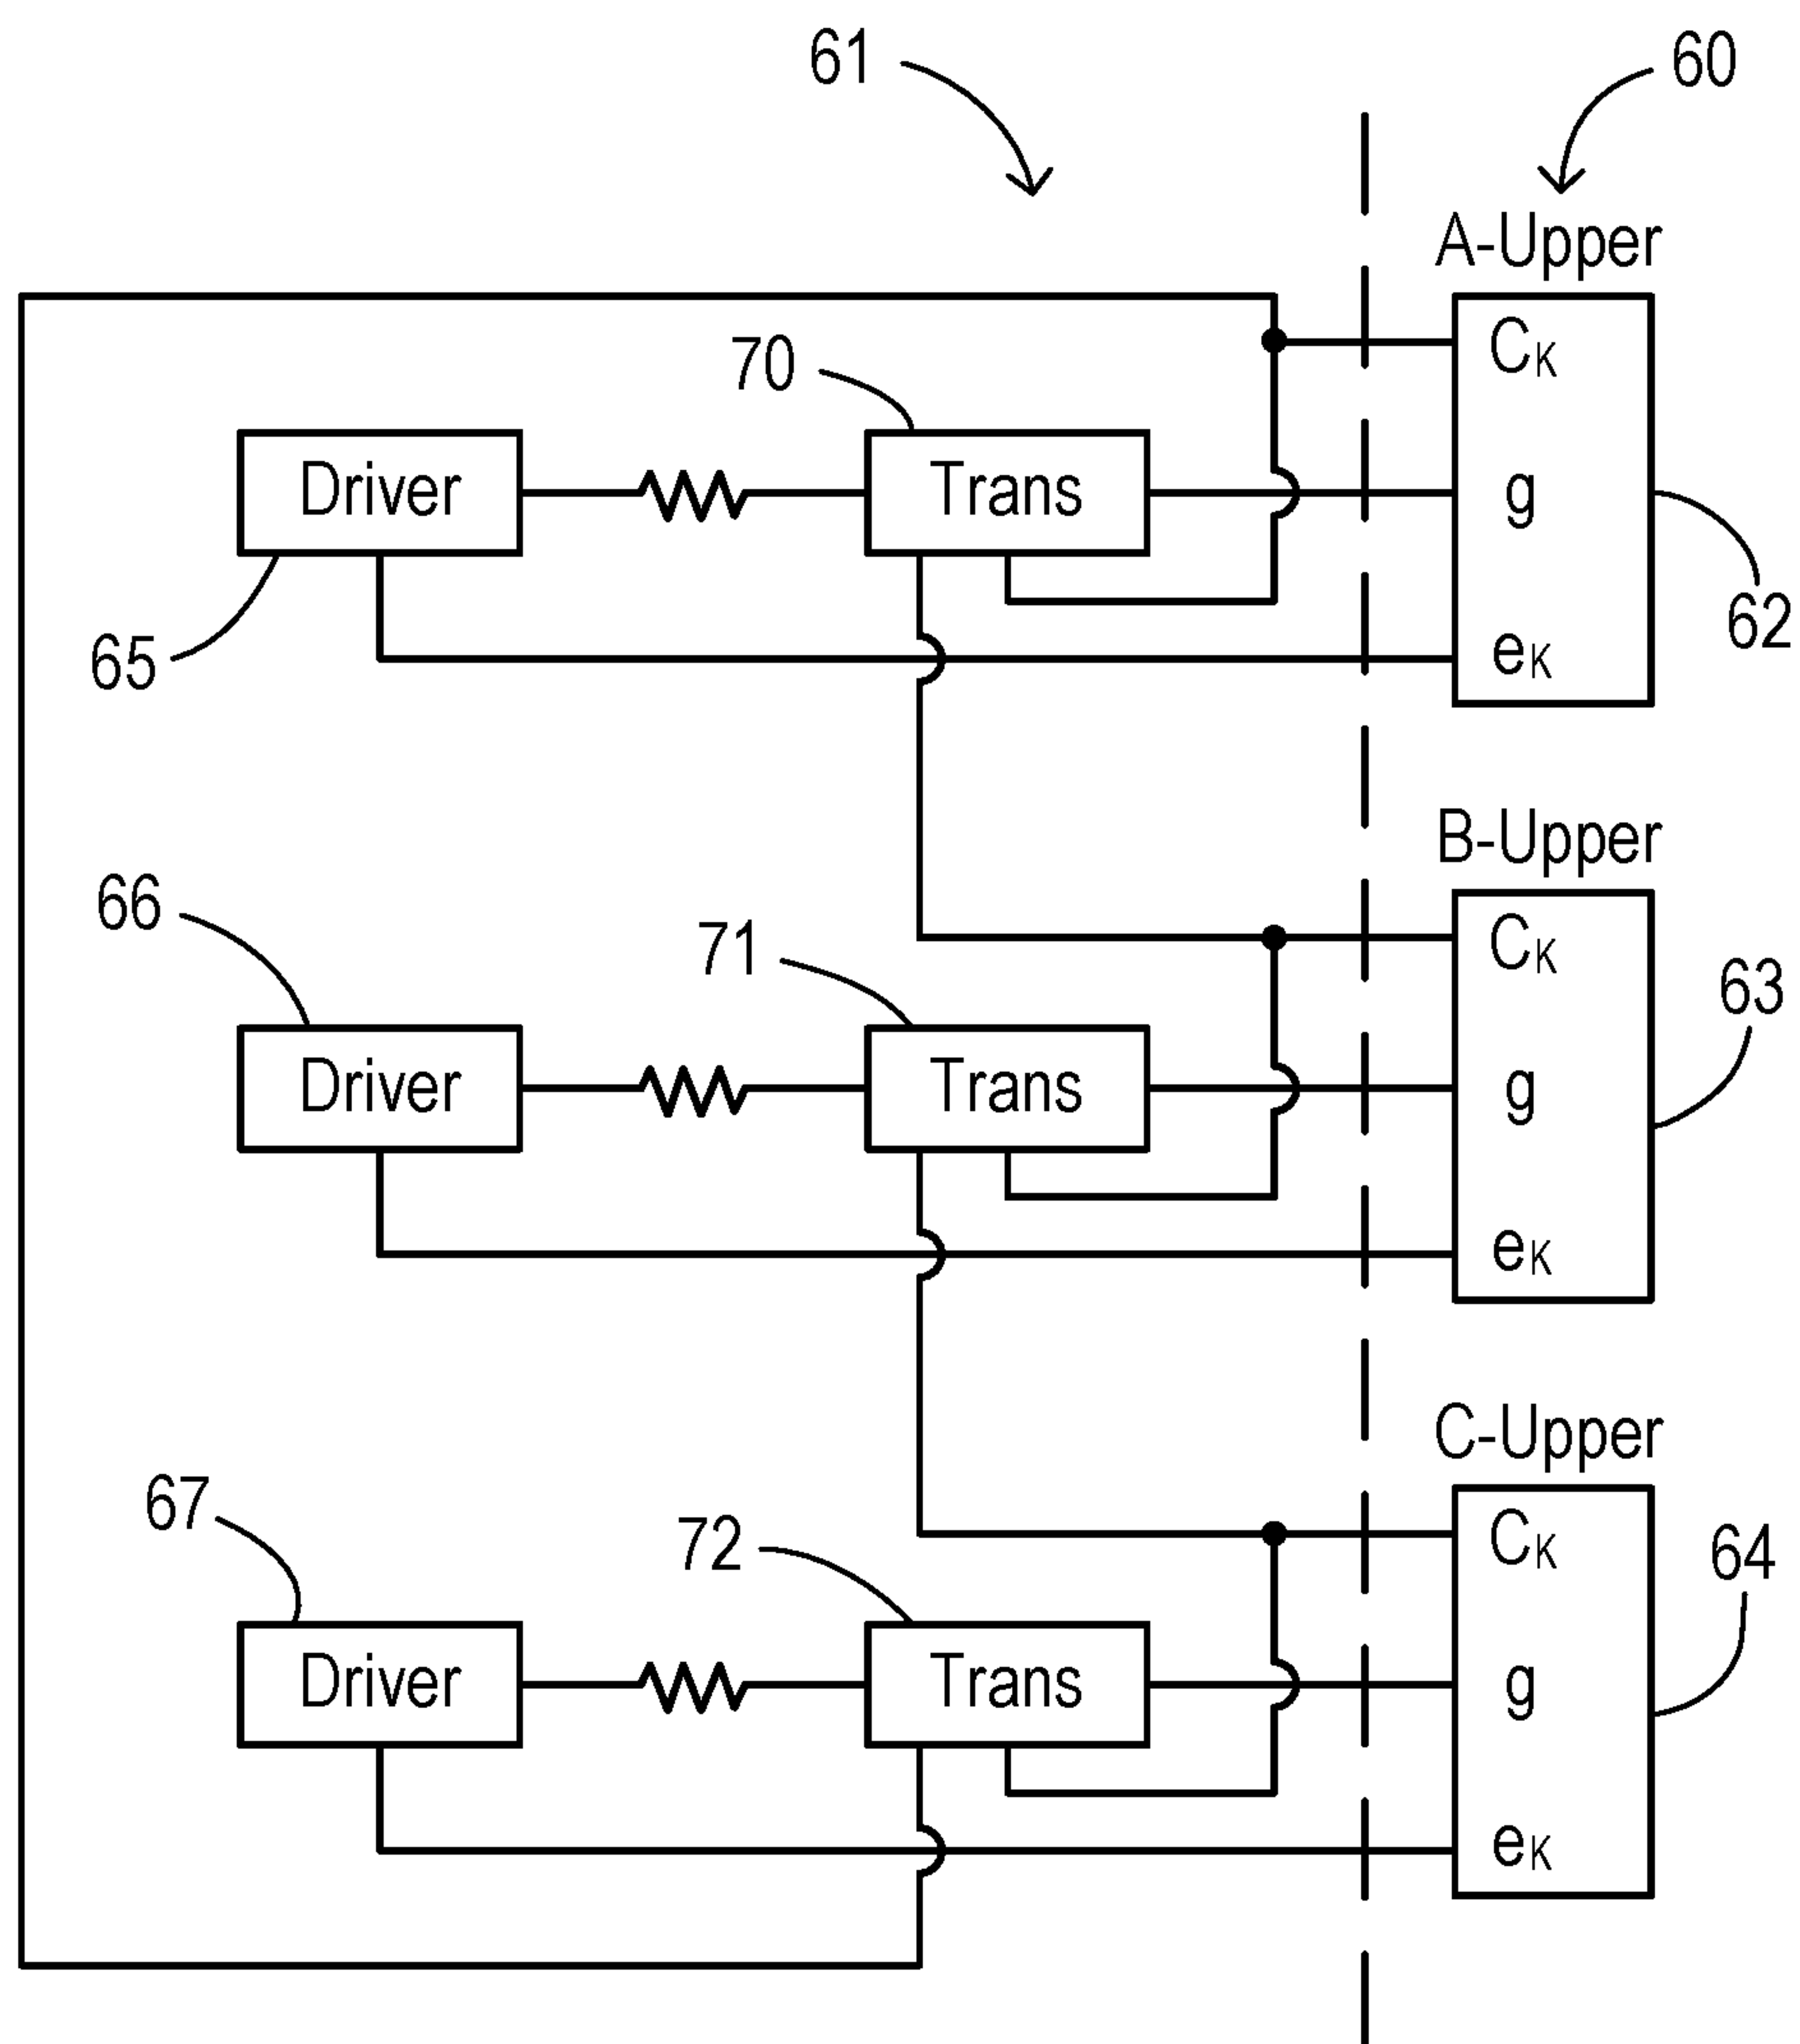 61
60
A-Upper
CK
70
Driver
Trans
g
62
65
eK
B-Upper
66
71
CK
63
Driver
Trans
g
eK
C-Upper
67
72
CK
64
Driver
Trans
g
eK